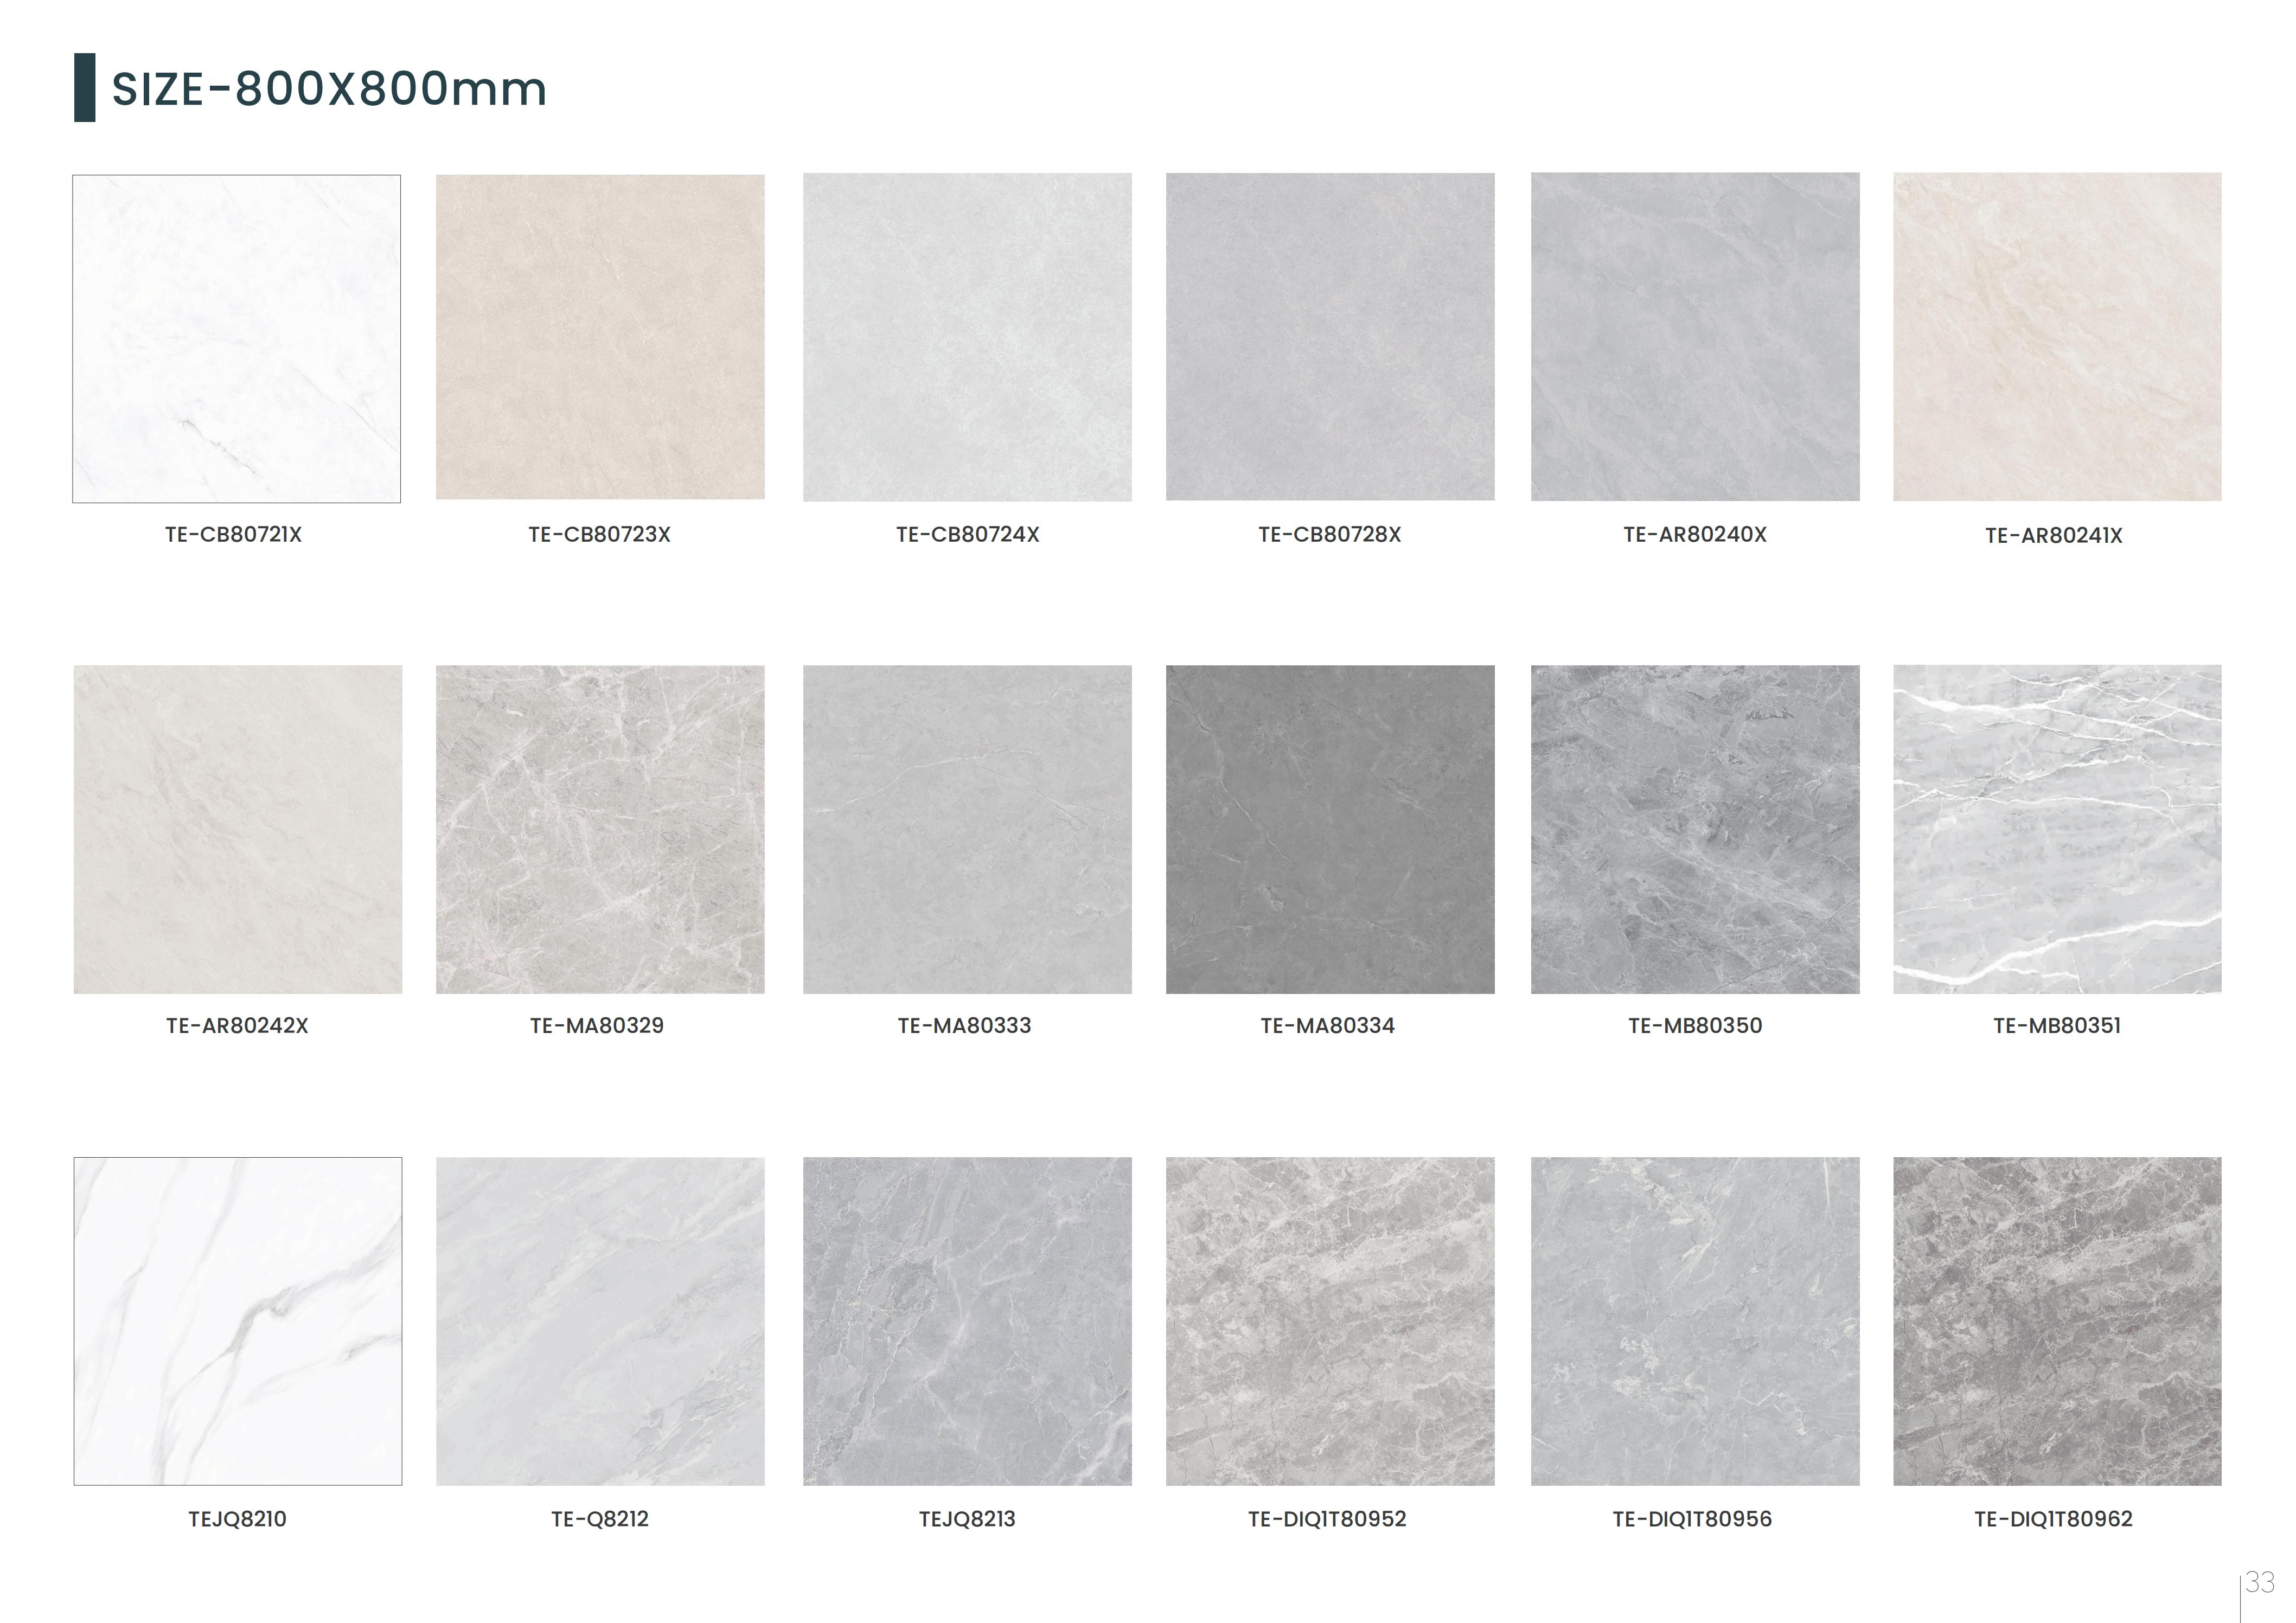 SIZE-800X800mm
TE-CB80721X
TE-CB80723X
TE-CB80724X
TE-CB80728X
TE-AR80240X
TE-AR80241X
TE-AR80242X
TE-MA80329
TE-MA80333
TE-MA80334
TE-MB80350
TE-MB80351
TEJQ8210
TE-Q8212
TEJQ8213
TE-DIQ1T80952
TE-DIQ1T80956
TE-DIQ1T80962
33